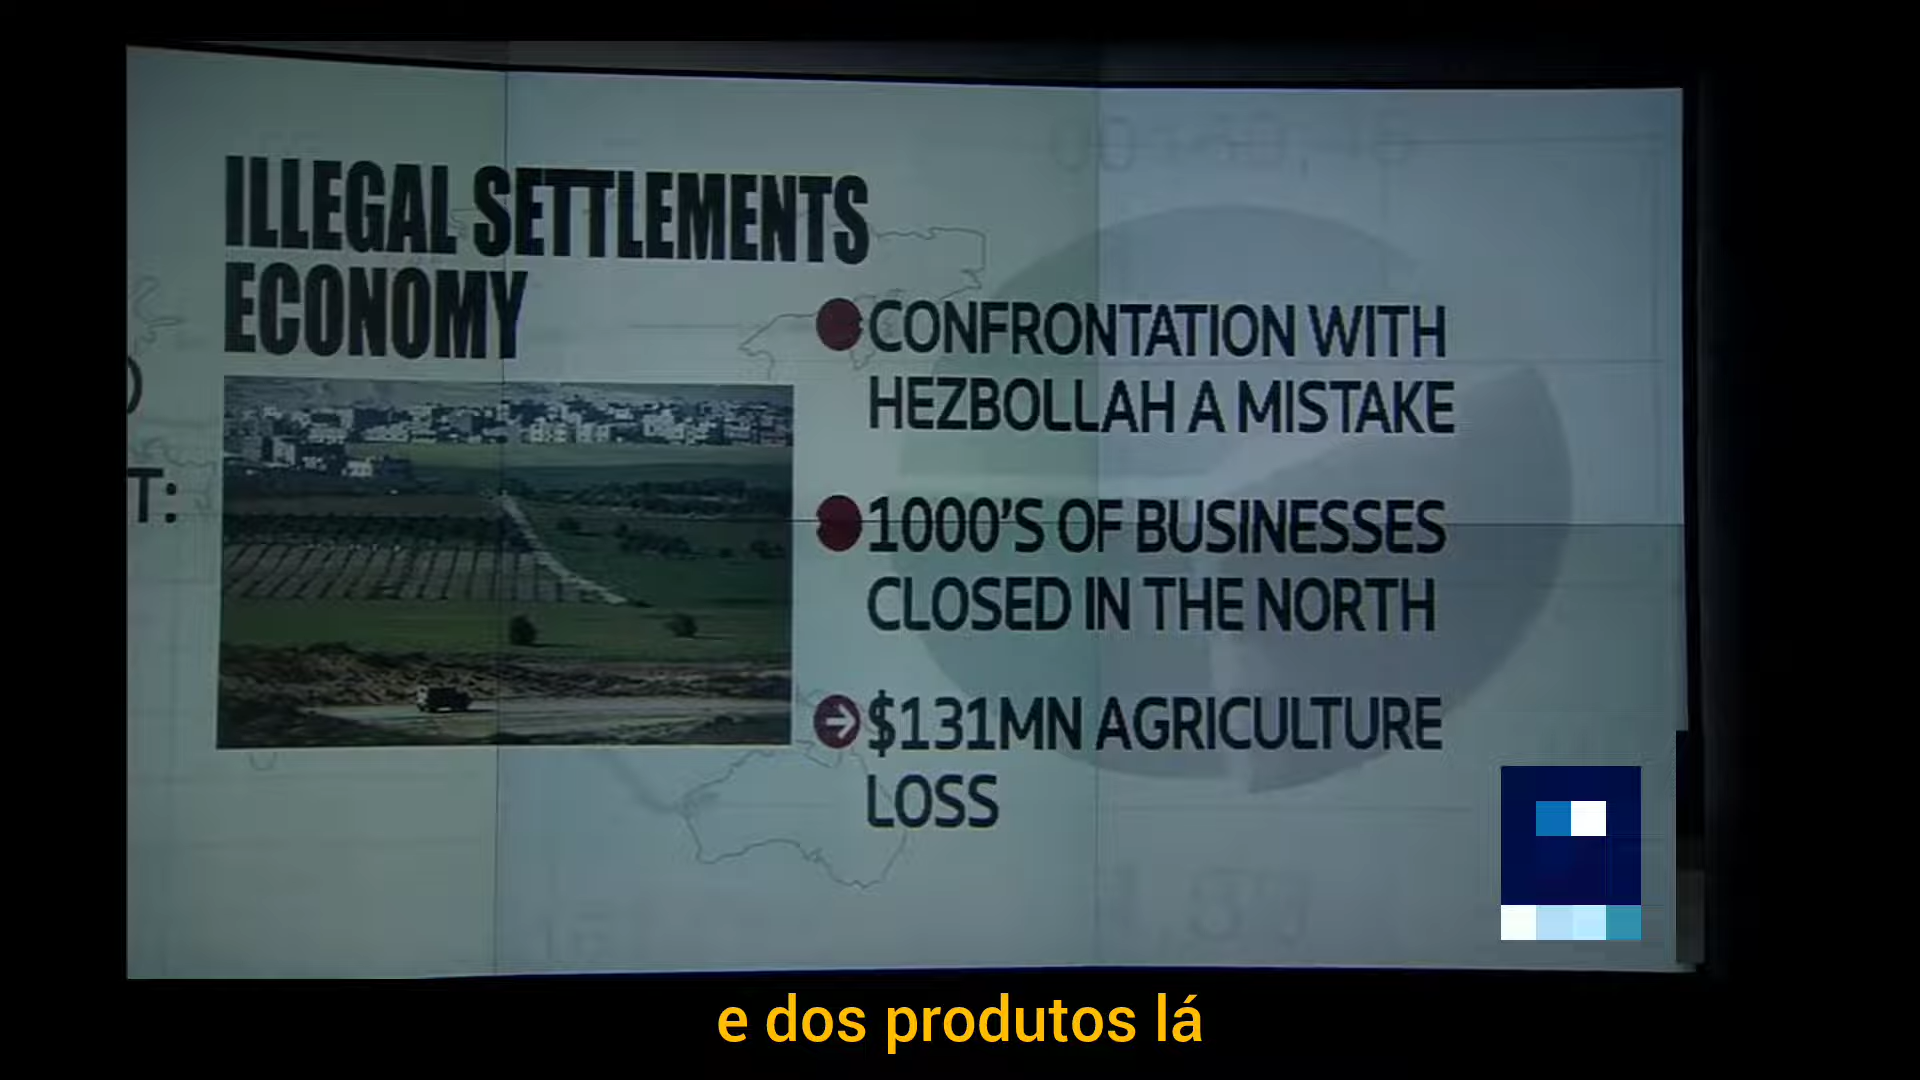 ILLEGAL SETTLEMENTS
ECONOMY
T:
CONFRONTATION WITH
HEZBOLLAH A MISTAKE
1000'S OF BUSINESSES
CLOSED IN THE NORTH
$131MN AGRICULTURE
LOSS
e dos produtos lá